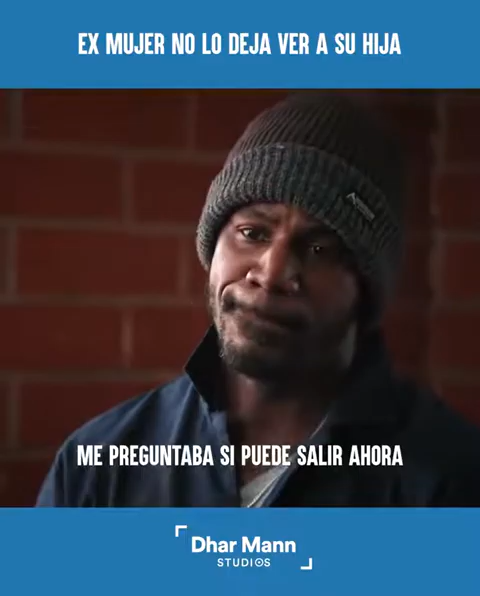 EX MUJER NO LO DEJA VER A SU HIJA
ME PREGUNTABA SI PUEDE SALIR AHORA
Dhar Mann
STUDIOS